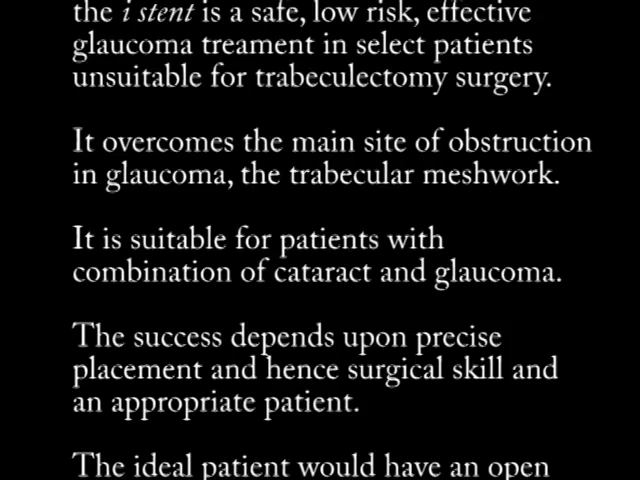 the i stent is a safe, low risk, effective
glaucoma treament in select patients
unsuitable for trabeculectomy surgery.
It overcomes the main site of obstruction
in glaucoma, the trabecular meshwork.
It is suitable for patients with
combination of cataract and glaucoma.
The success depends upon precise
placement and hence surgical skill and
an appropriate patient.
The ideal patient would have an open